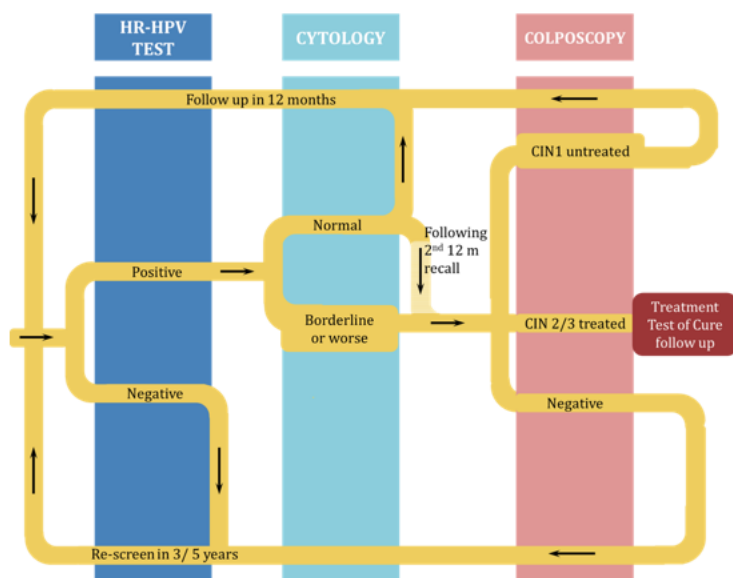 HR-HPV
TEST
CYTOLOGY
COLPOSCOPY
Follow up in 12 months
CIN1 untreated
Normal
Following
2nd 12 m
recall
Positive
Borderline
or worse
CIN 2/3 treated
Treatment
Test of Cure
follow up
Negative
Negative
Re-screen in 3/ 5 years